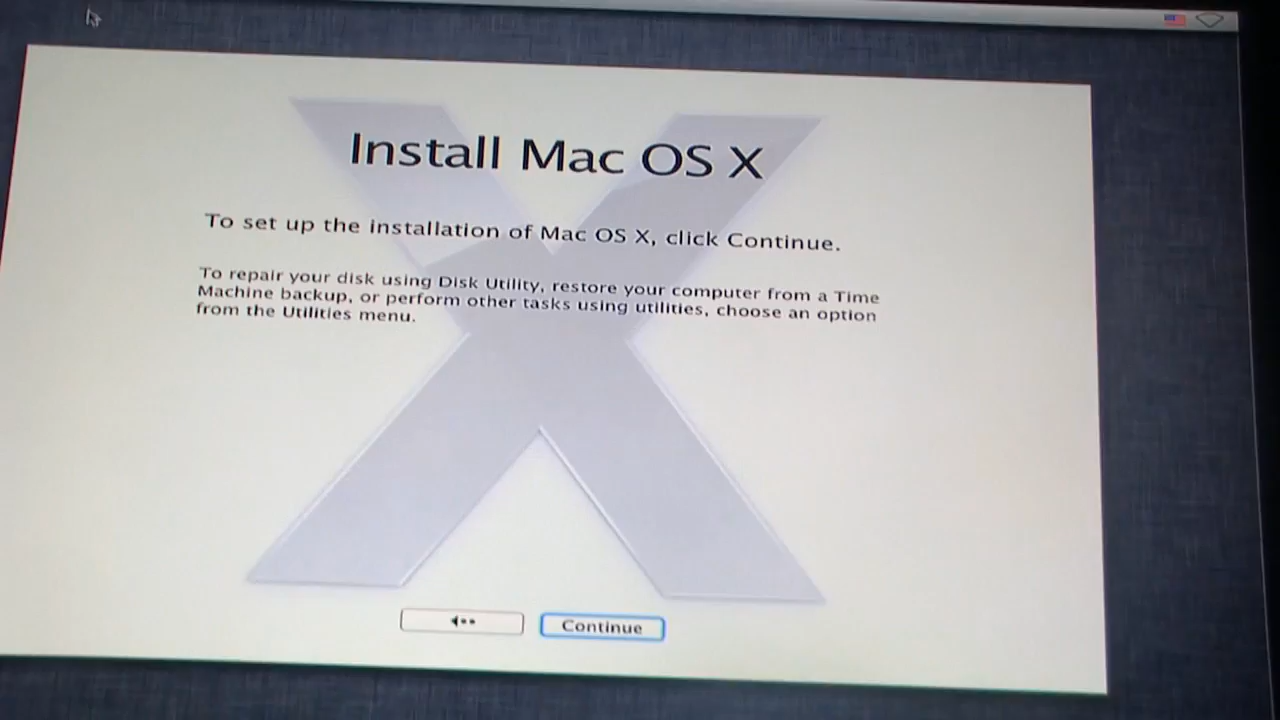 Install Mac OS X
To set up the installation of Mac OS X, click Continue.
To repair your disk using Disk Utility, restore your computer from a Time
Machine backup, or perform other tasks using utilities, choose an option
from the Utilities menu.
Continue